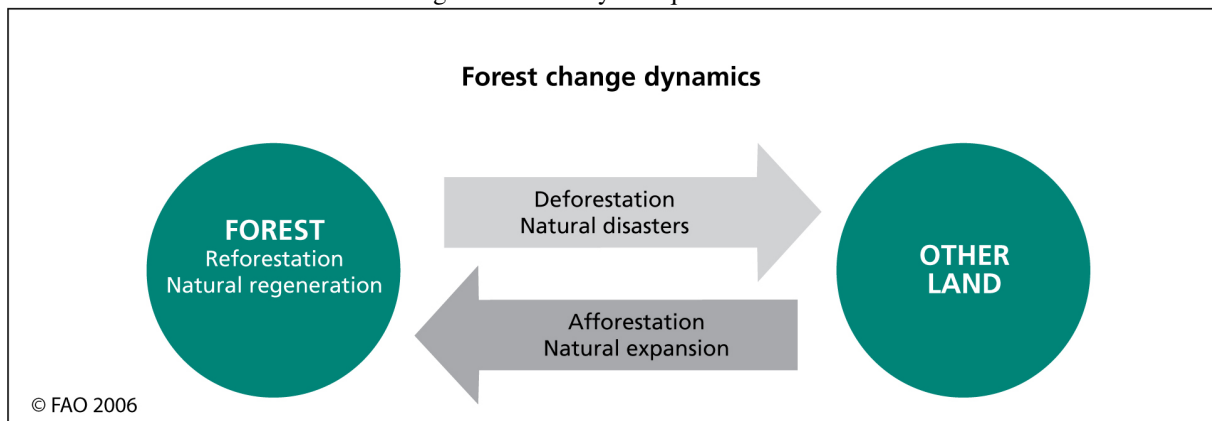 Forest change dynamics
FOREST
Reforestation
Natural regeneration
Deforestation
Natural disasters
Afforestation
Natural expansion
OTHER
LAND
© FAO 2006